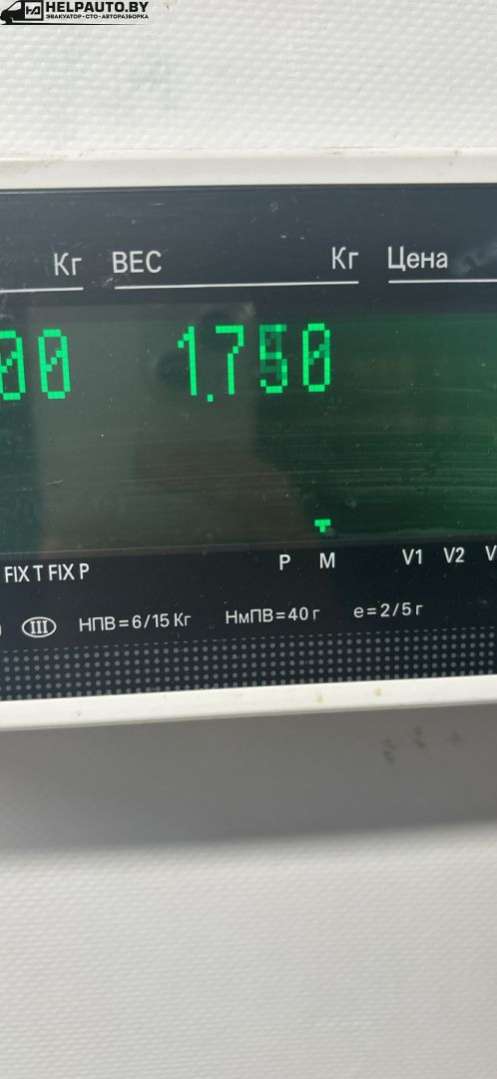 HELPAUTO.BY
ЭВАКУАТОР-СТО-АВТОРАЗБОРКА
Кг ВЕС Кг Цена
00 1.750
FIX T FIX P P M V1 V2 V
III НПВ=6/15 Кг НмПВ=40 г e=2/5 г